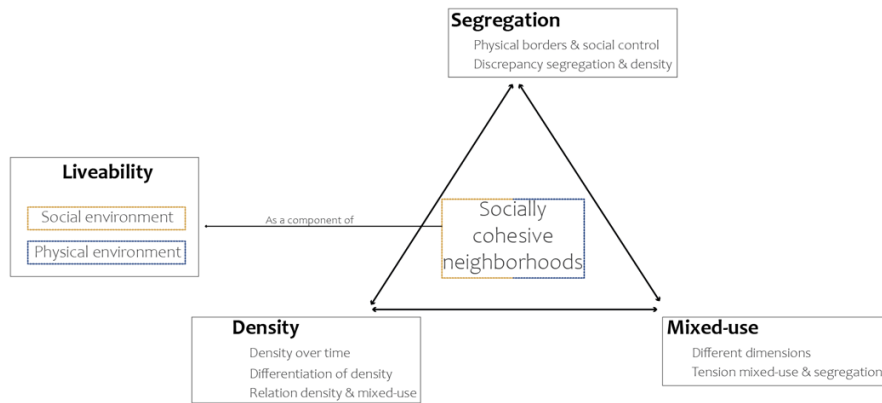 Segregation
Physical borders & social control
Discrepancy segregation & density
Liveability
Social environment
Physical environment
As a component of
Socially
cohesive
neighborhoods
Density
Density over time
Differentiation of density
Relation density & mixed-use
Mixed-use
Different dimensions
Tension mixed-use & segregation